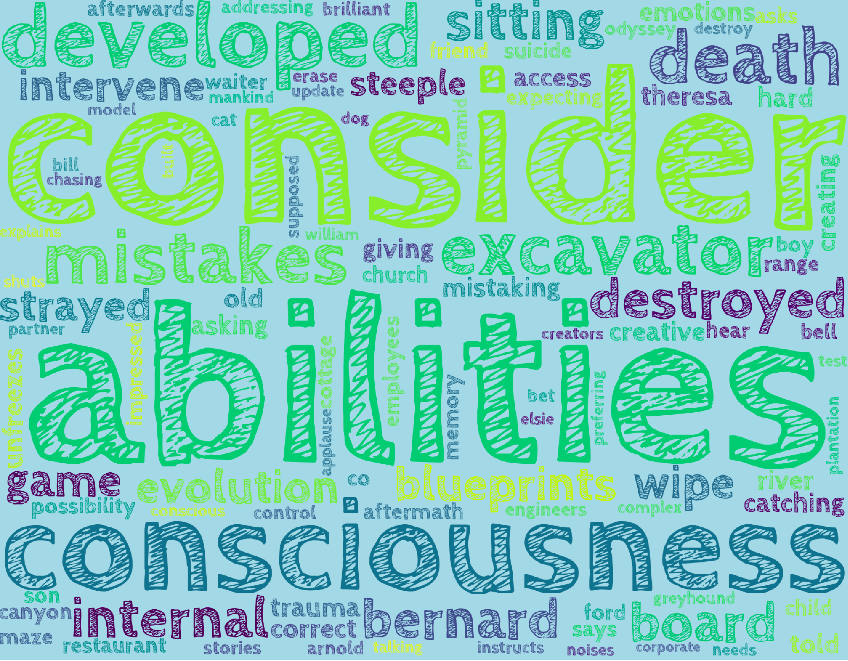 afterwards addressing brilliant sitting emotions asks
developed odyssey destroy
friend suicide death
intervene waiter erase steeple access
mankind update expecting theresa hard
model cat dog pyramid
consider
bill
chasing supposed creating
explains william
mistakes giving excavator boy
church range
shuts mistaking
strayed old destroyed
partner asking creators creative hear bell
abilities
test
unfreezes impressed cottage employees bet
applause memory elsie preferring plantation
game evolution co blueprints wipe river
possibility conscious control aftermath engineers complex catching
consciousness
son greyhound
canyon internal trauma bernard ford board child
maze correct says told
restaurant stories arnold talking instructs noises corporate needs